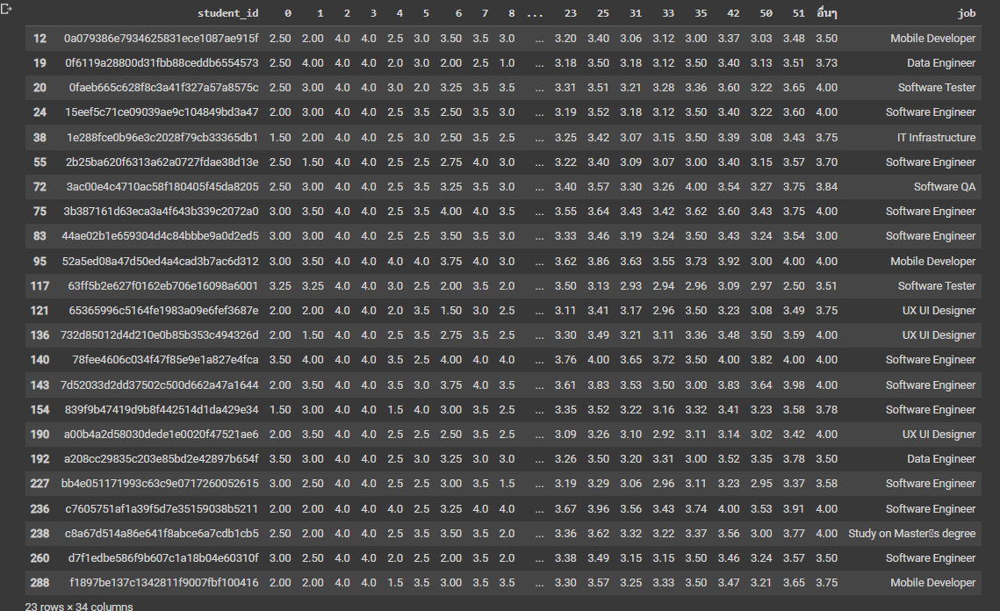 student_id 0 1 2 3 4 5 6 7 8 ... 23 25 31 33 35 42 50 51 อื่นๆ job
12 0a079386e7934625831ece1087ae915f 2.50 2.00 4.0 4.0 2.5 3.0 3.50 3.5 3.0 ... 3.20 3.40 3.06 3.12 3.00 3.37 3.03 3.48 3.50 Mobile Developer
19 0f6119a28800d31fbb88ceddb6554573 2.50 4.00 4.0 4.0 2.0 3.0 2.00 2.5 1.0 ... 3.18 3.50 3.18 3.12 3.50 3.40 3.13 3.51 3.73 Data Engineer
20 0faeb665c628f8c3a41f327a57a8575c 2.50 3.00 4.0 4.0 3.0 2.0 3.25 3.5 3.5 ... 3.31 3.51 3.21 3.28 3.36 3.60 3.22 3.65 4.00 Software Tester
24 15eef5c71ce09039ae9c104849bd3a47 2.00 3.00 4.0 4.0 2.5 3.5 2.50 3.5 3.0 ... 3.19 3.52 3.18 3.12 3.50 3.40 3.22 3.60 4.00 Software Engineer
38 1e288fce0b96e3c2028f79cb33365db1 1.50 2.00 4.0 4.0 2.5 3.0 2.50 3.5 2.5 ... 3.25 3.42 3.07 3.15 3.50 3.39 3.08 3.43 3.75 IT Infrastructure
55 2b25ba620f6313a62a0727fdae38d13e 2.50 1.50 4.0 4.0 2.5 2.5 2.75 4.0 3.0 ... 3.22 3.40 3.09 3.07 3.00 3.40 3.15 3.57 3.70 Software Engineer
72 3ac00e4c4710ac58f180405f45da8205 2.50 3.00 4.0 4.0 2.5 3.5 3.25 3.5 3.0 ... 3.40 3.57 3.30 3.26 4.00 3.54 3.27 3.75 3.84 Software QA
75 3b387161d63eca3a4f643b339c2072a0 3.00 3.50 4.0 4.0 2.5 3.5 4.00 4.0 3.5 ... 3.55 3.64 3.43 3.42 3.62 3.60 3.43 3.75 4.00 Software Engineer
83 44ae02b1e659304d4c84bbbe9a0d2ed5 3.00 3.00 4.0 4.0 2.5 2.5 3.50 3.5 3.0 ... 3.33 3.46 3.19 3.24 3.50 3.43 3.24 3.54 3.00 Software Engineer
95 52a5ed08a47d50ed4a4cad3b7ac6d312 3.00 3.50 4.0 4.0 4.0 4.0 3.75 4.0 3.0 ... 3.62 3.86 3.63 3.55 3.73 3.92 3.00 4.00 4.00 Mobile Developer
117 63ff5b2e627f0162eb706e16098a6001 3.25 3.25 4.0 4.0 3.0 2.5 2.00 3.5 2.0 ... 3.50 3.13 2.93 2.94 2.96 3.09 2.97 2.50 3.51 Software Tester
121 65365996c5164fe1983a09e6fef3687e 2.00 2.00 4.0 4.0 2.0 3.5 1.50 3.0 2.5 ... 3.11 3.41 3.17 2.96 3.50 3.23 3.08 3.49 3.75 UX UI Designer
136 732d85012d4d210e0b85b353c494326d 2.00 1.50 4.0 4.0 2.5 3.5 2.75 3.5 2.5 ... 3.30 3.49 3.21 3.11 3.36 3.48 3.50 3.59 4.00 UX UI Designer
140 78fee4606c034f47f85e9e1a827e4fca 3.50 4.00 4.0 4.0 3.5 2.5 4.00 4.0 4.0 ... 3.76 4.00 3.65 3.72 3.50 4.00 3.82 4.00 4.00 Software Engineer
143 7d52033d2dd37502c500d662a47a1644 2.00 3.50 4.0 4.0 3.5 3.0 3.75 4.0 3.5 ... 3.61 3.83 3.53 3.50 3.00 3.83 3.64 3.98 4.00 Software Engineer
154 839f9b47419d9b8f442514d1da429e34 1.50 3.00 4.0 4.0 1.5 4.0 3.00 3.5 2.5 ... 3.35 3.52 3.22 3.16 3.32 3.41 3.23 3.58 3.78 Software Engineer
190 a00b4a2d58030dede1e0020f47521ae6 2.00 3.50 4.0 4.0 2.5 2.5 2.50 3.5 2.5 ... 3.09 3.26 3.10 2.92 3.11 3.14 3.02 3.42 4.00 UX UI Designer
192 a208cc29835c203e85bd2e42897b654f 3.50 3.00 4.0 4.0 2.5 3.0 3.25 3.0 3.0 ... 3.26 3.50 3.20 3.31 3.00 3.52 3.35 3.78 3.50 Data Engineer
227 bb4e051171993c63c9e0717260052615 3.00 2.50 4.0 4.0 2.5 2.5 3.00 3.5 1.5 ... 3.19 3.29 3.06 2.96 3.11 3.23 2.95 3.37 3.58 Software Engineer
236 c7605751af1a39f5d7e35159038b5211 2.00 2.00 4.0 4.0 4.0 2.5 3.25 4.0 4.0 ... 3.67 3.96 3.56 3.43 3.74 4.00 3.53 3.91 4.00 Software Engineer
238 c8a67d514a86e641f8abce6a7cdb1cb5 2.50 2.00 4.0 4.0 2.5 3.5 3.50 3.5 2.0 ... 3.36 3.62 3.32 3.22 3.37 3.56 3.00 3.77 4.00 Study on Master▯s degree
260 d7f1edbe586f9b607c1a18b04e60310f 3.00 2.50 4.0 4.0 2.0 2.5 2.00 3.5 2.0 ... 3.38 3.49 3.15 3.15 3.50 3.46 3.24 3.57 3.50 Software Engineer
288 f1897be137c1342811f9007fbf100416 2.00 2.00 4.0 4.0 1.5 3.5 3.00 3.5 3.5 ... 3.30 3.57 3.25 3.33 3.50 3.47 3.21 3.65 3.75 Mobile Developer
23 rows × 34 columns